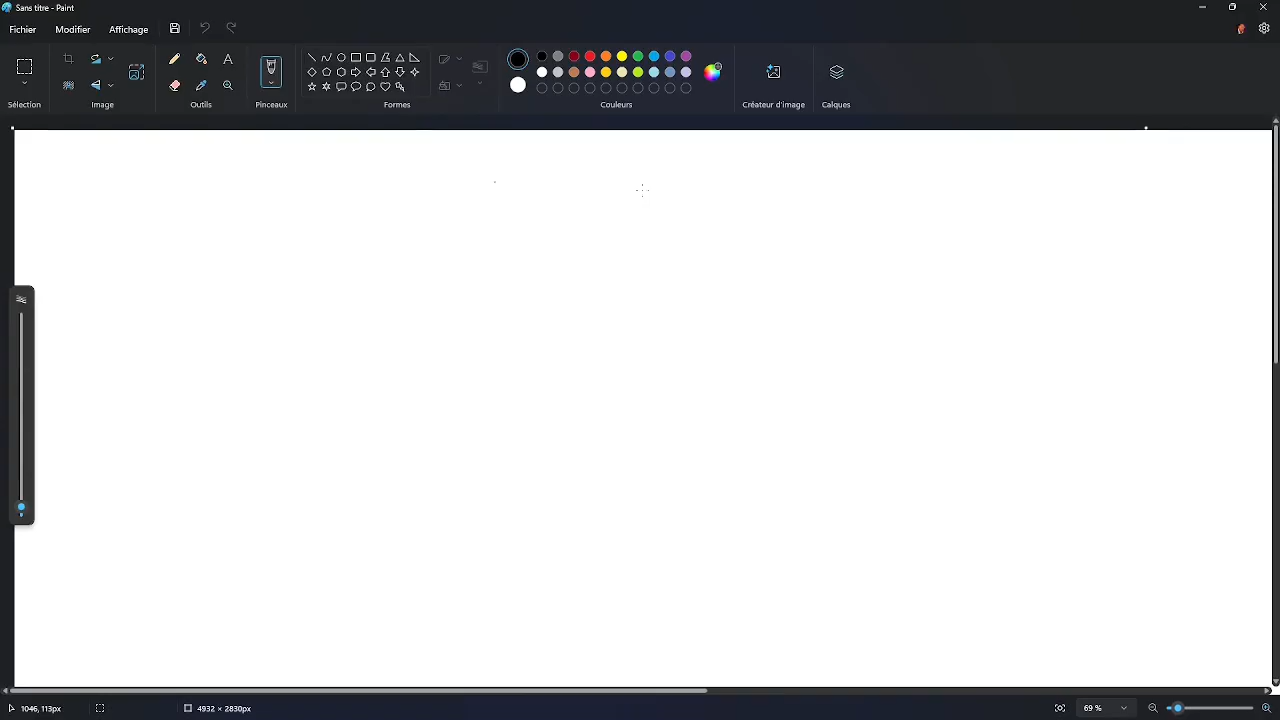 Sans titre - Paint
Fichier Modifier Affichage
Sélection Image Outils Pinceaux Formes Couleurs Créateur d'image Calques
1046, 113px 4932 × 2830px 69 %